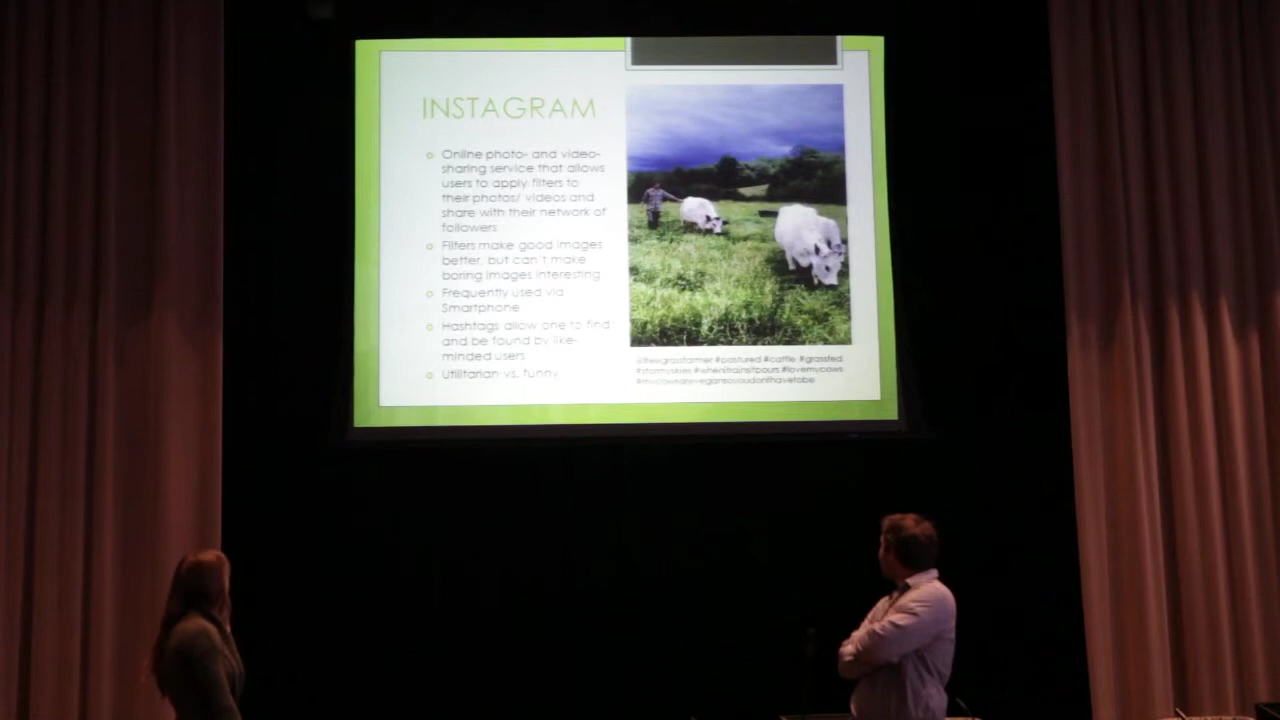 INSTAGRAM
Online photo- and video-
sharing service that allows
users to apply filters to
their photos/ videos and
share with their network of
followers
Filters make good images
better, but can't make
boring images interesting
Frequently used via
Smartphone
Hashtags allow one to find
and be found by like-
minded users
Utilitarian vs. funny
#pastured #cattle #grassfed
#stormyskies #whenitrainsitpours #lovemycows